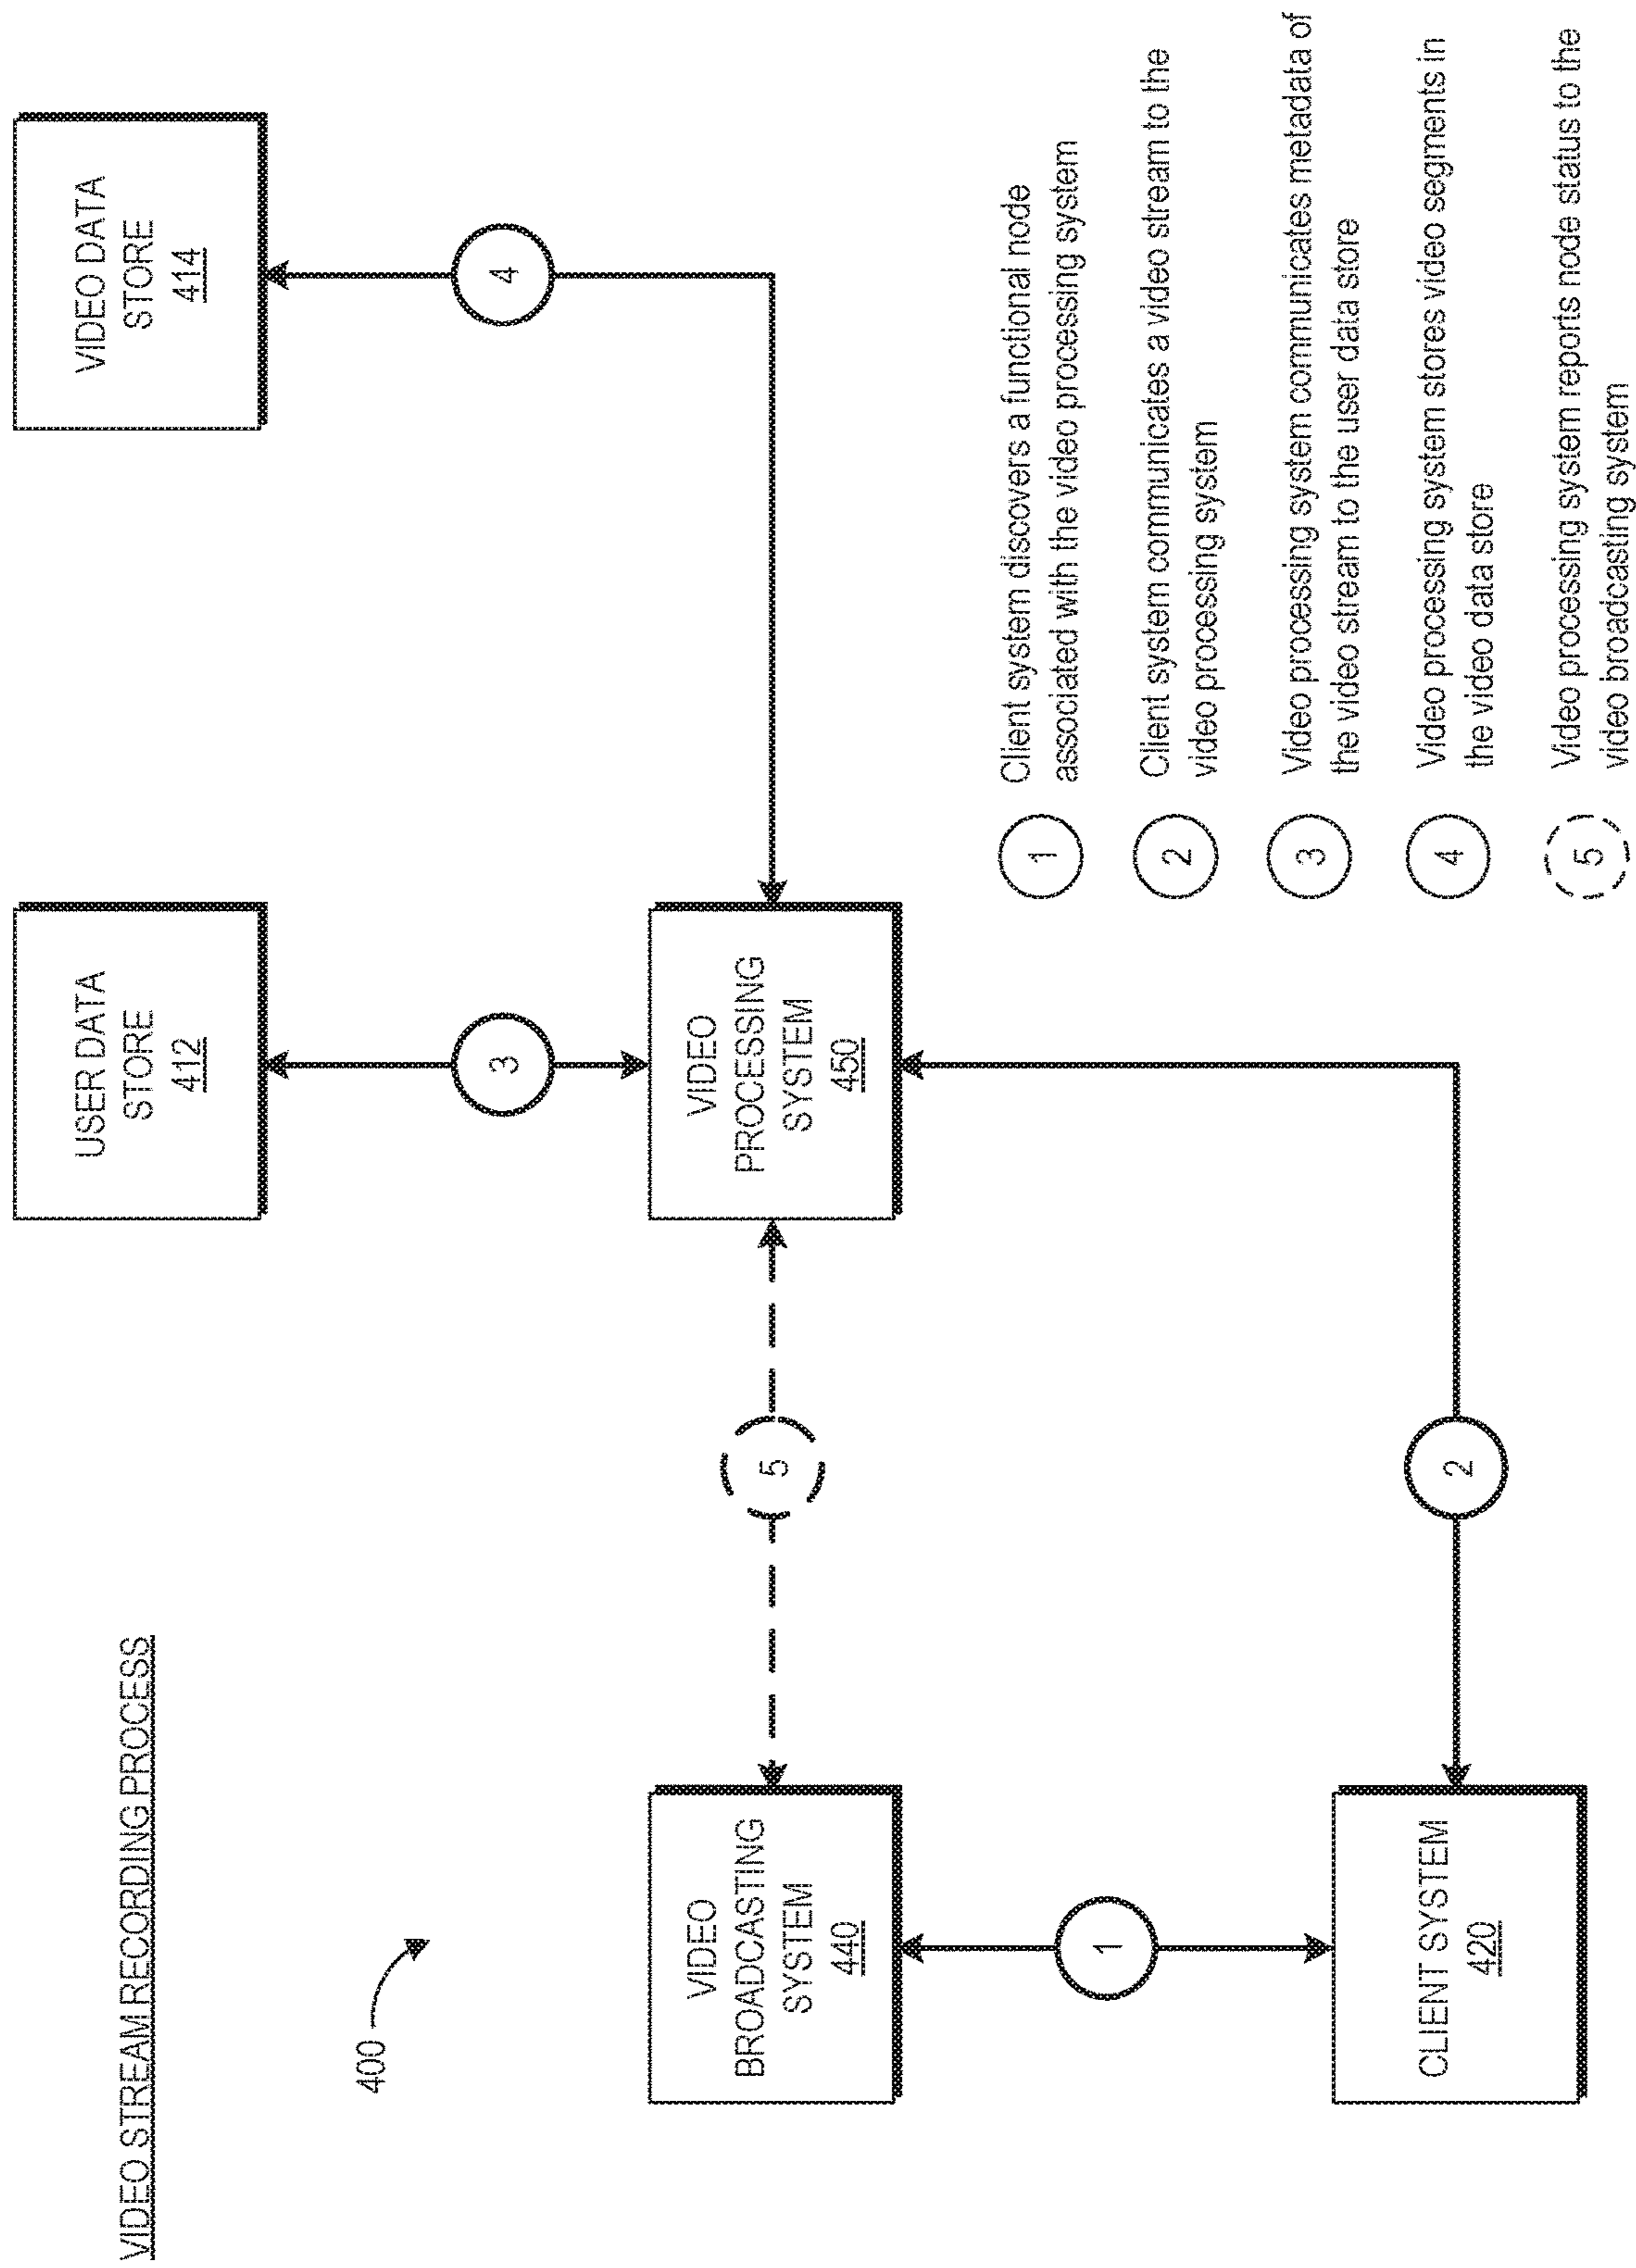 VIDEO STREAM RECORDING PROCESS
400
USER DATA
STORE
412
VIDEO DATA
STORE
414
3
4
VIDEO
BROADCASTING
SYSTEM
440
5
VIDEO
PROCESSING
SYSTEM
450
1
2
CLIENT SYSTEM
420
1
Client system discovers a functional node
associated with the video processing system
2
Client system communicates a video stream to the
video processing system
3
Video processing system communicates metadata of
the video stream to the user data store
4
Video processing system stores video segments in
the video data store
5
Video processing system reports node status to the
video broadcasting system